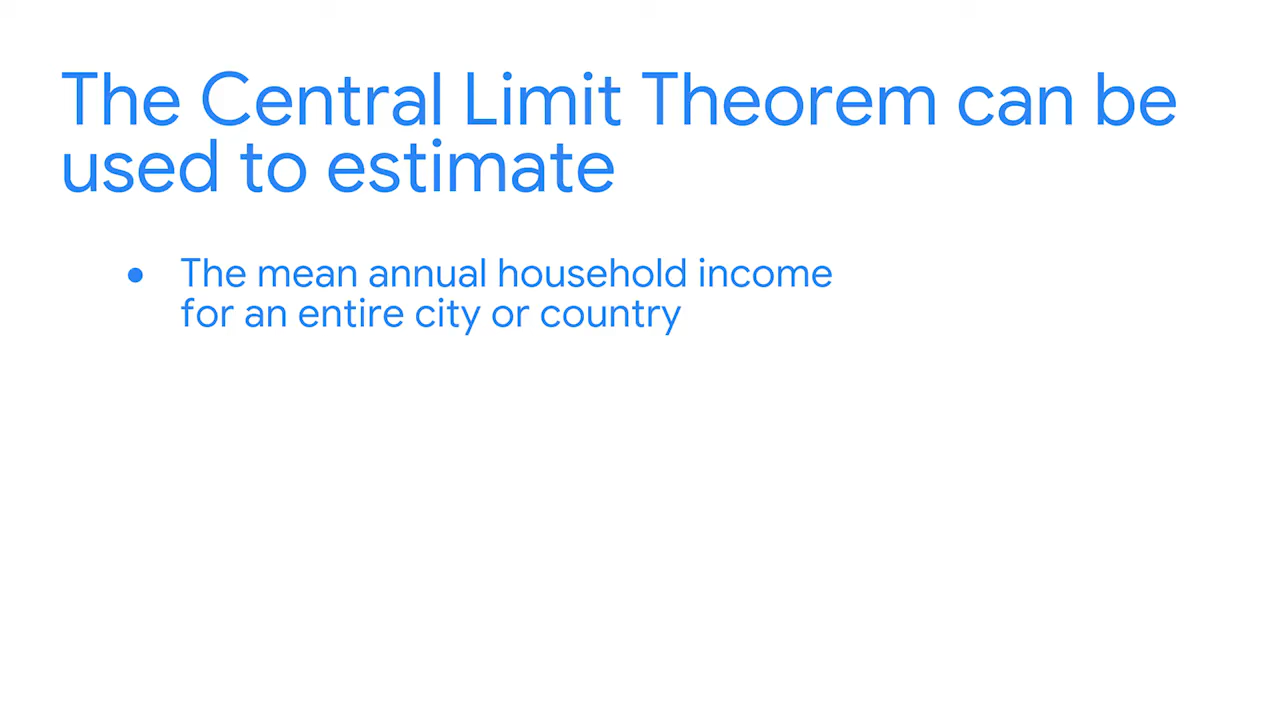 The Central Limit Theorem can be
used to estimate
● The mean annual household income
for an entire city or country